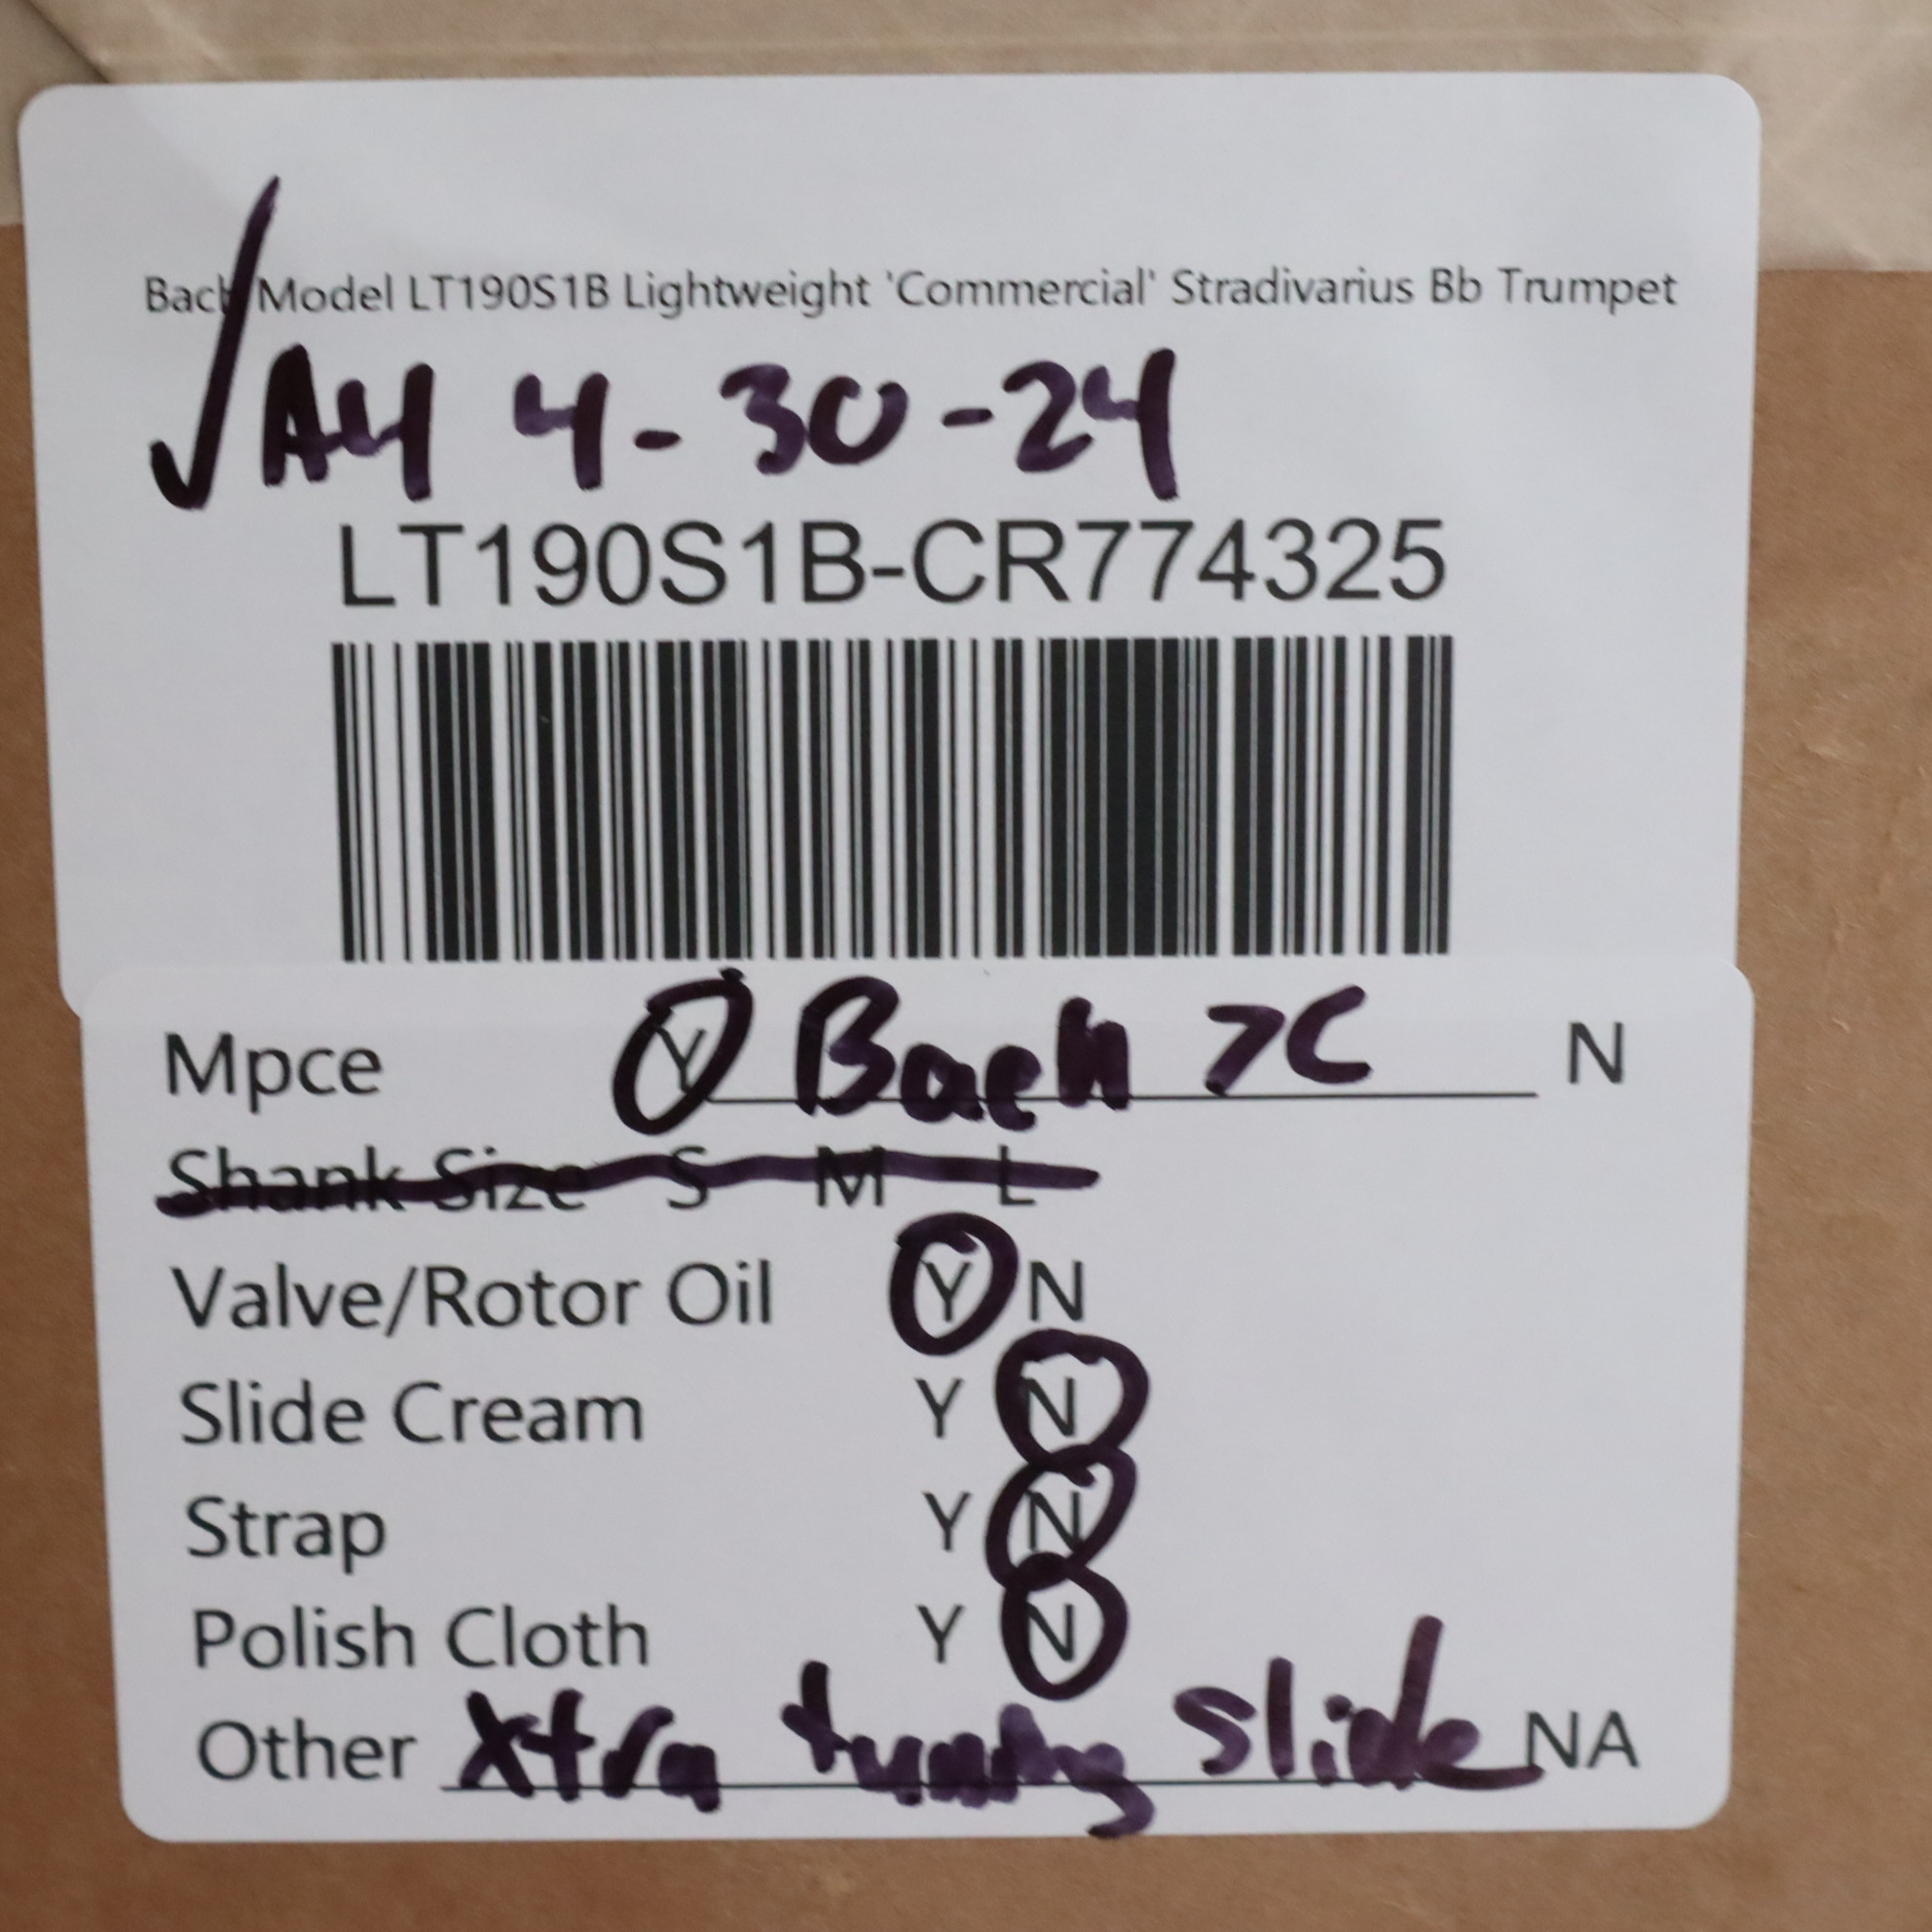 Bach Model LT190S1B Lightweight 'Commercial' Stradivarius Bb Trumpet
✓ A4 4-30-24
LT190S1B-CR774325
Mpce Y Bach 7C N
Shank Size S M L
Valve/Rotor Oil Y N
Slide Cream Y N
Strap Y N
Polish Cloth Y N
Other Xtra tuning slide NA